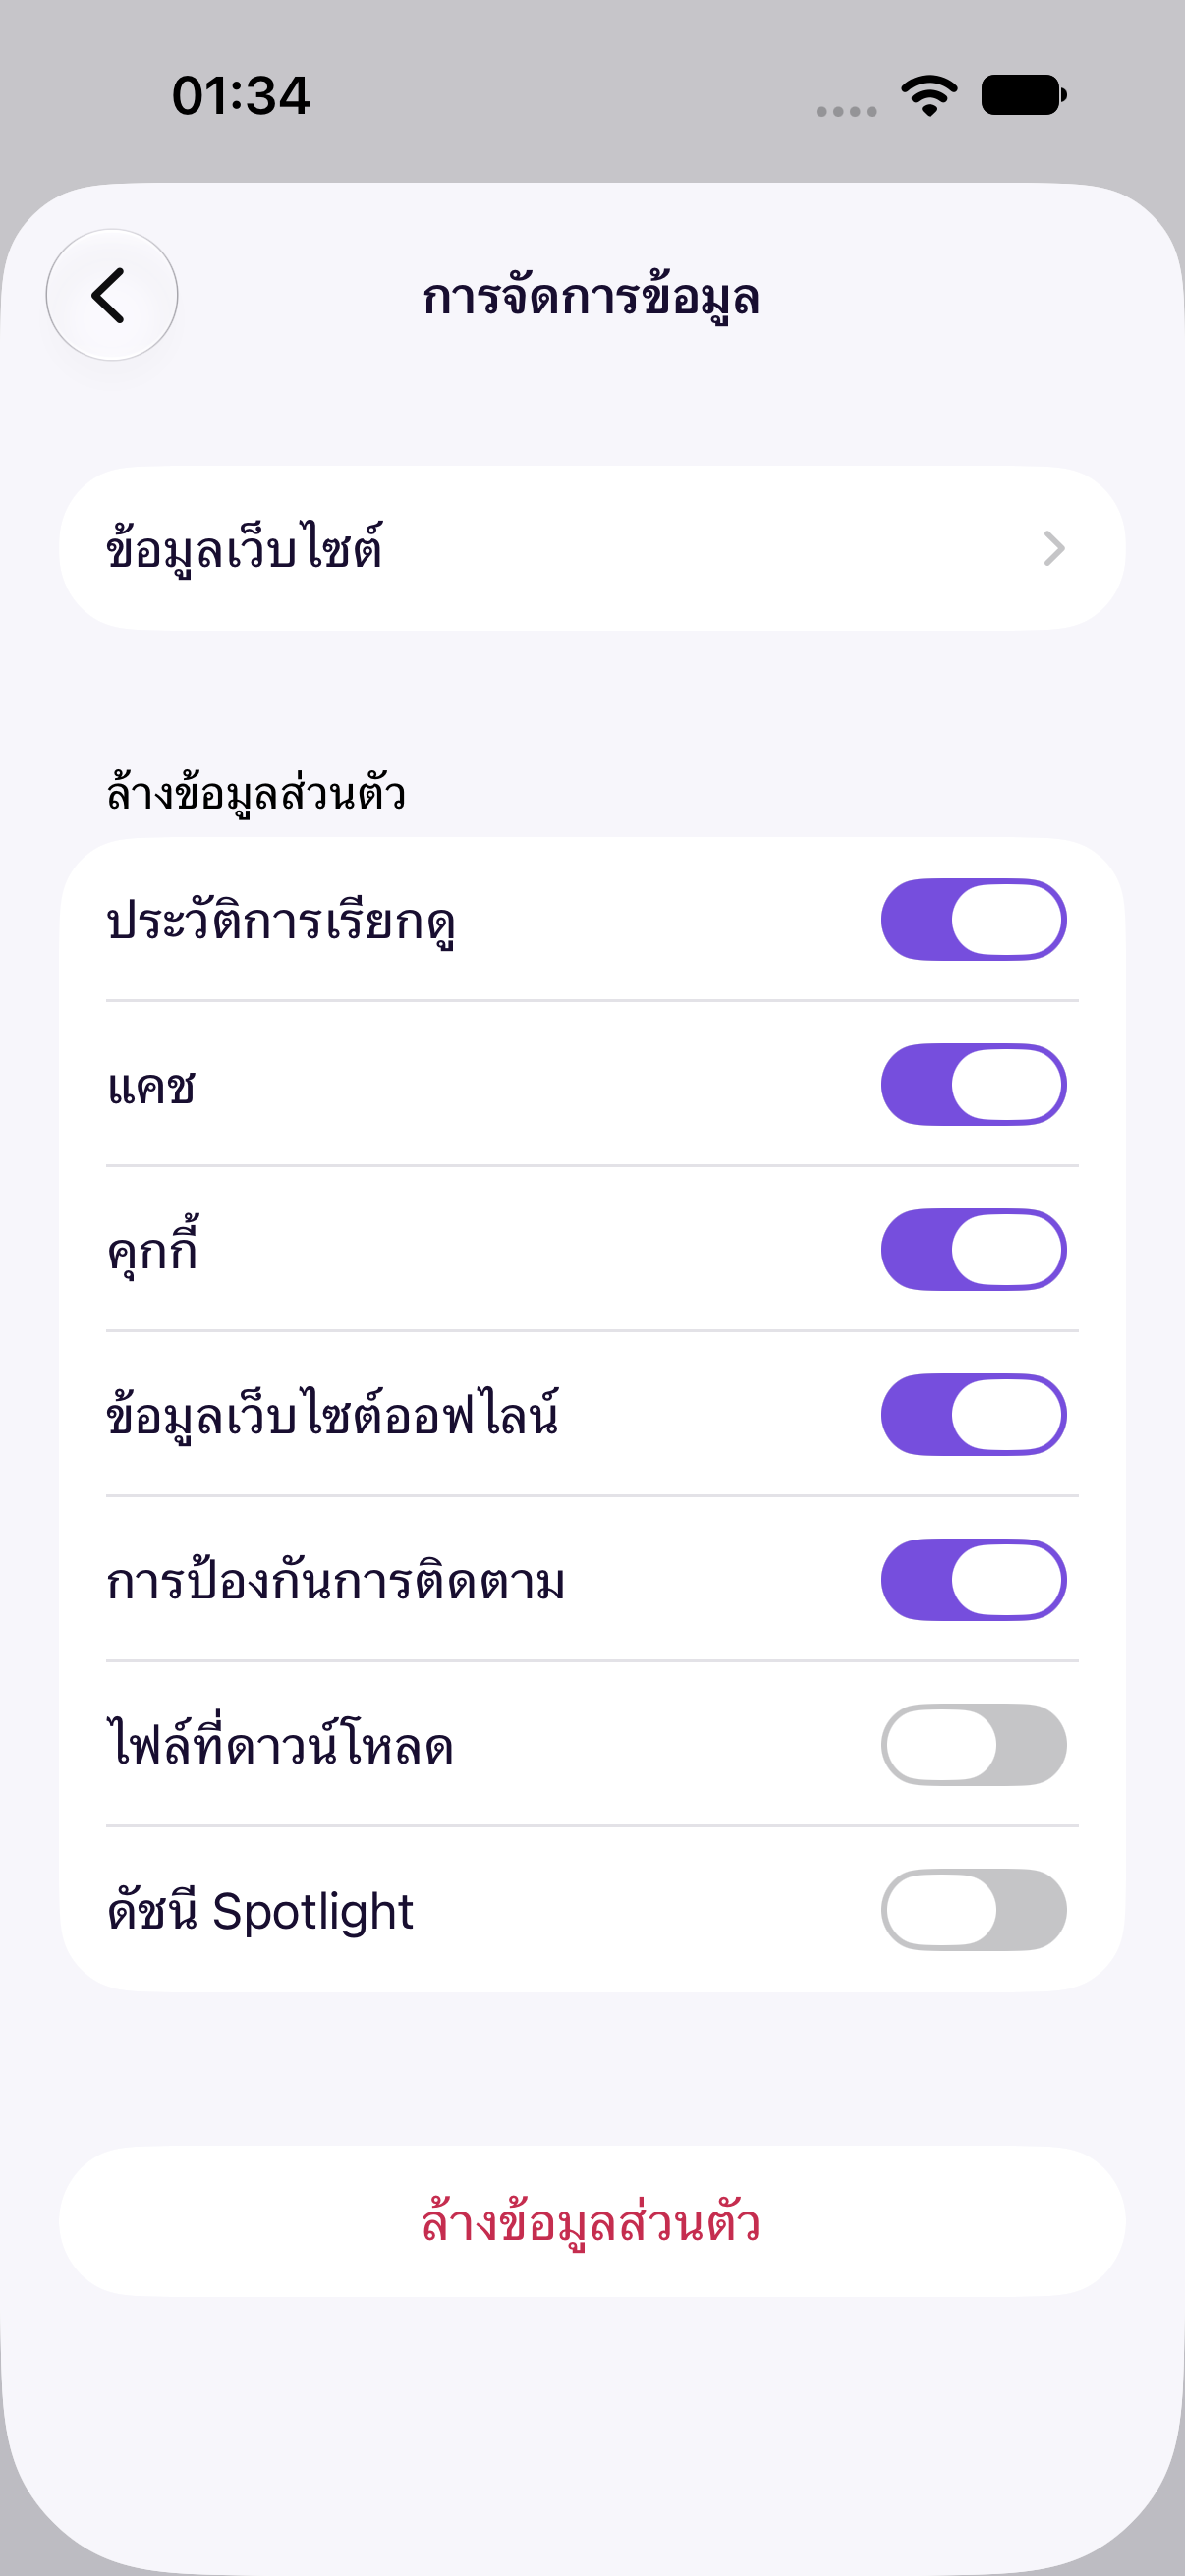 01:34
การจัดการข้อมูล
ข้อมูลเว็บไซต์
ล้างข้อมูลส่วนตัว
ประวัติการเรียกดู
แคช
คุกกี้
ข้อมูลเว็บไซต์ออฟไลน์
การป้องกันการติดตาม
ไฟล์ที่ดาวน์โหลด
ดัชนี Spotlight
ล้างข้อมูลส่วนตัว